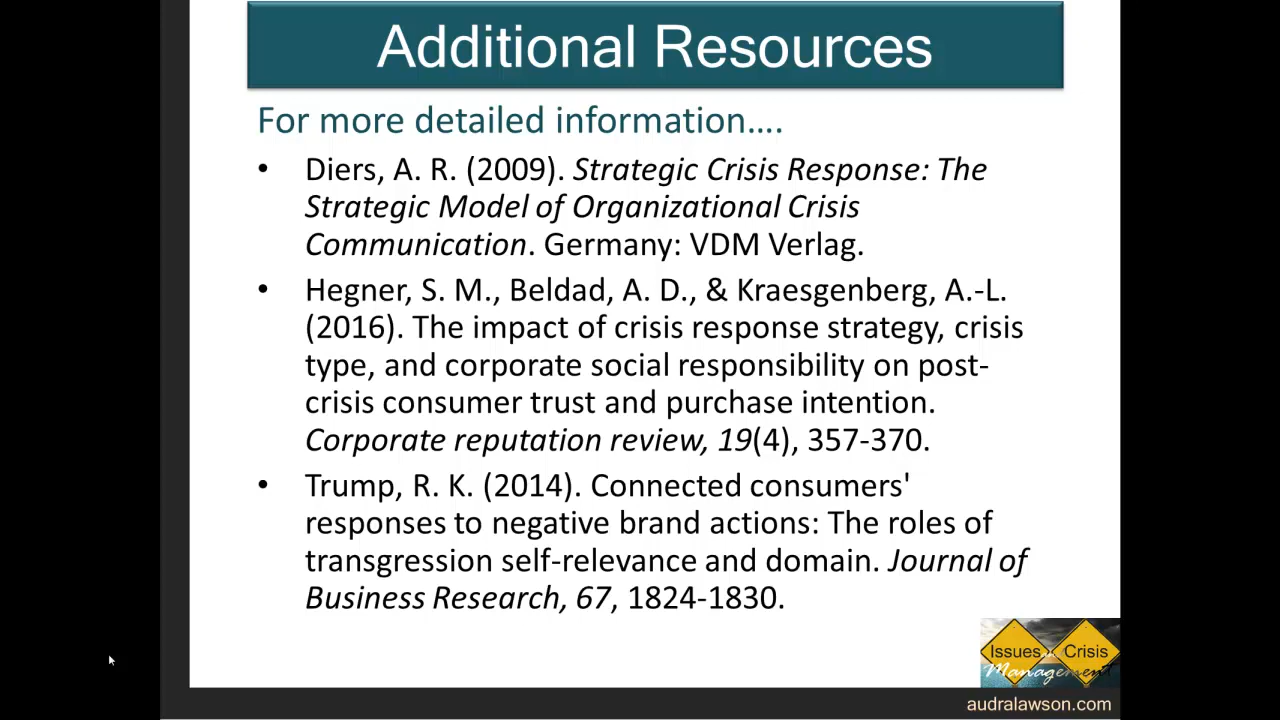 Additional Resources
For more detailed information....
• Diers, A. R. (2009). Strategic Crisis Response: The
Strategic Model of Organizational Crisis
Communication. Germany: VDM Verlag.
• Hegner, S. M., Beldad, A. D., & Kraesgenberg, A.-L.
(2016). The impact of crisis response strategy, crisis
type, and corporate social responsibility on post-
crisis consumer trust and purchase intention.
Corporate reputation review, 19(4), 357-370.
• Trump, R. K. (2014). Connected consumers'
responses to negative brand actions: The roles of
transgression self-relevance and domain. Journal of
Business Research, 67, 1824-1830.
Issues Crisis
Management
audralawson.com